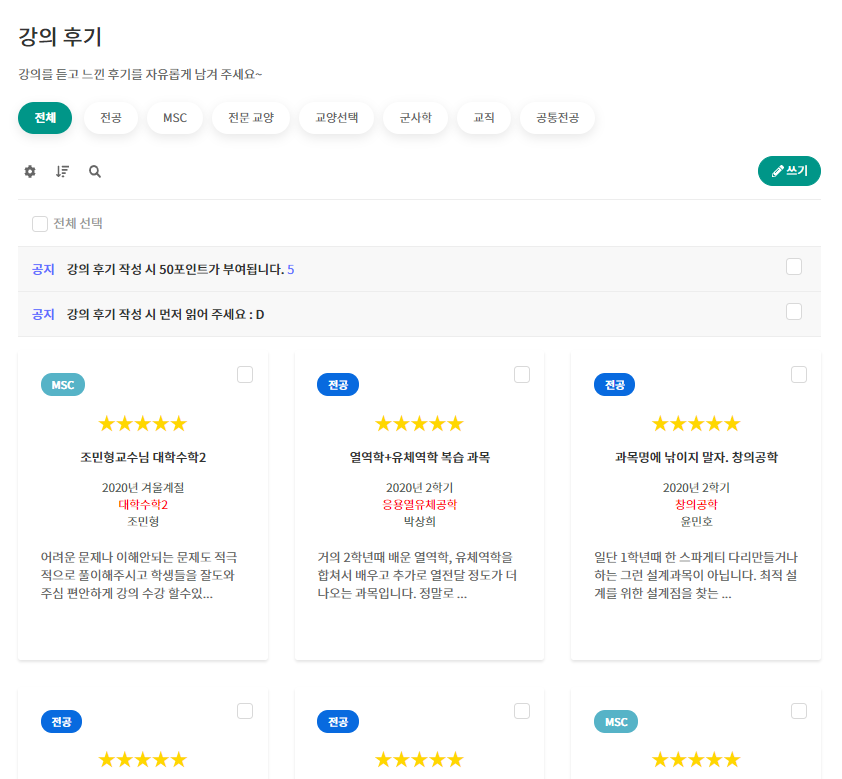 강의 후기
강의를 듣고 느낀 후기를 자유롭게 남겨 주세요~
전체 전공 MSC 전문 교양 교양선택 군사학 교직 공통전공
쓰기
전체 선택
공지 강의 후기 작성 시 50포인트가 부여됩니다. 5
공지 강의 후기 작성 시 먼저 읽어 주세요 : D
MSC
조민형교수님 대학수학2
2020년 겨울계절
대학수학2
조민형
어려운 문제나 이해안되는 문제도 적극
적으로 풀이해주시고 학생들을 잘도와
주심 편안하게 강의 수강 할수있...
전공
열역학+유체역학 복습 과목
2020년 2학기
응용열유체공학
박상희
거의 2학년때 배운 열역학, 유체역학을
합쳐서 배우고 추가로 열전달 정도가 더
나오는 과목입니다. 정말로 ...
전공
과목명에 낚이지 말자. 창의공학
2020년 2학기
창의공학
윤민호
일단 1학년때 한 스파게티 다리만들거나
하는 그런 설계과목이 아닙니다. 최적 설
계를 위한 설계점을 찾는 ...
전공
전공
MSC